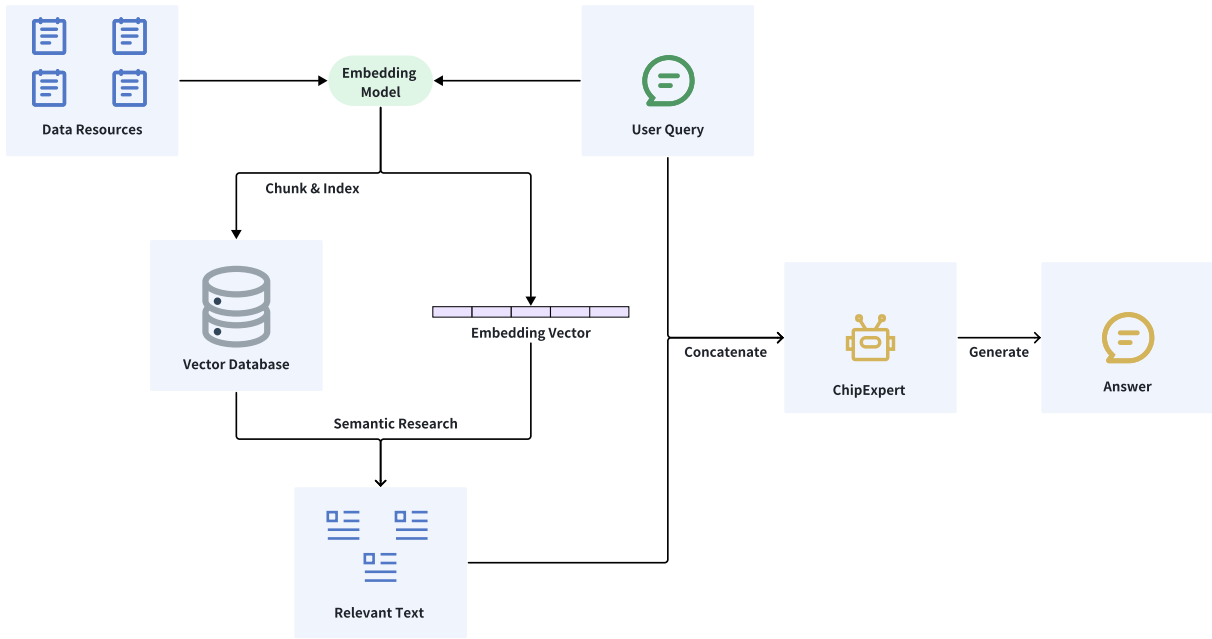 Embedding
Model
Data Resources
User Query
Chunk & Index
Embedding Vector
Vector Database
Concatenate
Generate
ChipExpert
Answer
Semantic Research
Relevant Text